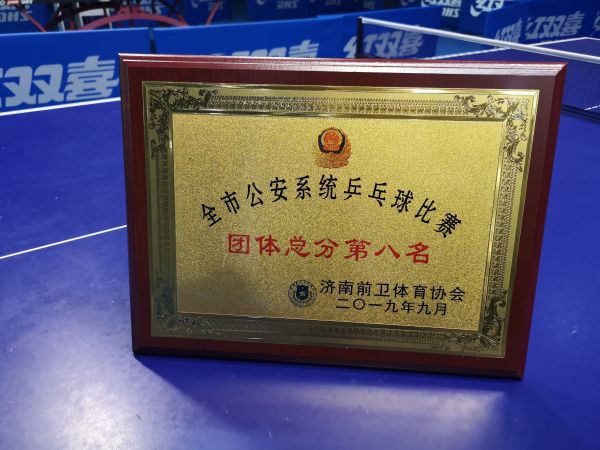 红双喜
红双喜
红双
全市公安系统乒乓球比赛
团体总分第八名
济南前卫体育协会
二〇一九年九月